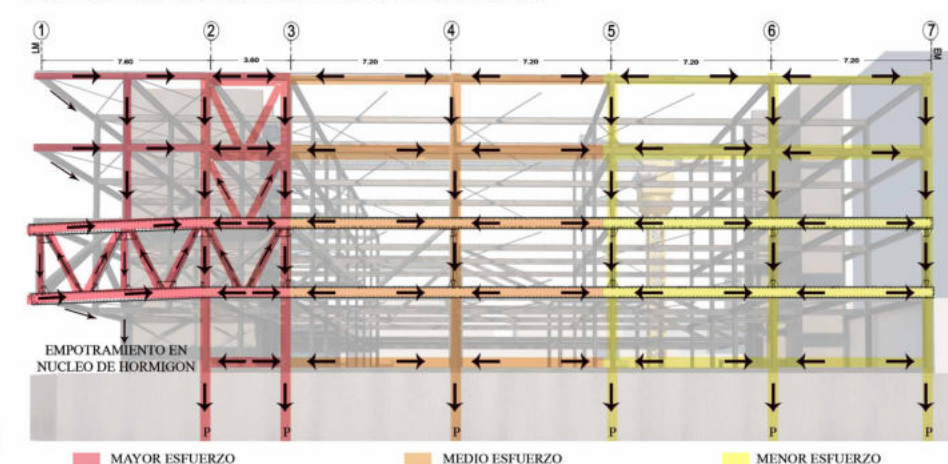 1 2 3 4 5 6 7
LM 7.60 3.60 7.20 7.20 7.20 7.20 BM
EMPOTRAMIENTO EN
NUCLEO DE HORMIGON
P P P P P P
MAYOR ESFUERZO MEDIO ESFUERZO MENOR ESFUERZO